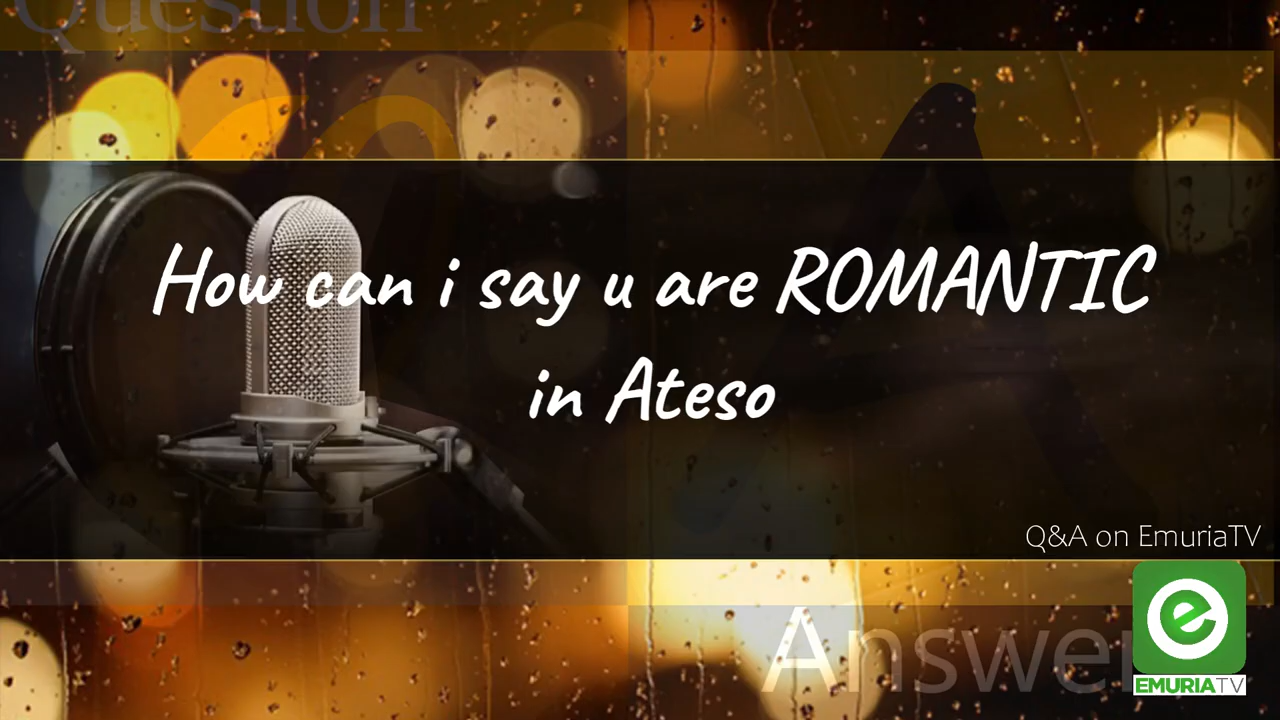 Question
How can i say u are ROMANTIC
in Ateso
Q&A on EmuriaTV
Answer
e
EMURIATV